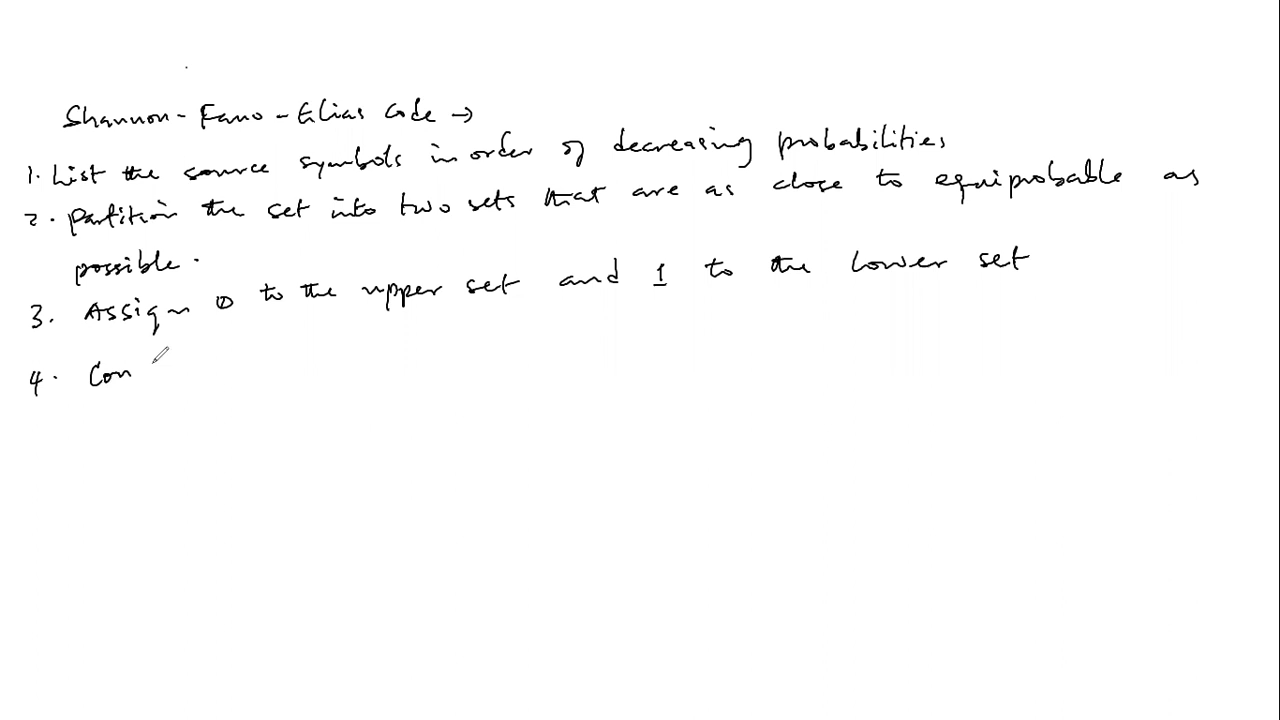 Shannon-Fano-Elias Code →
1. List the source symbols in order of decreasing probabilities
2. Partition the set into two sets that are as close to equiprobable as
possible.
3. Assign 0 to the upper set and 1 to the lower set
4. Con